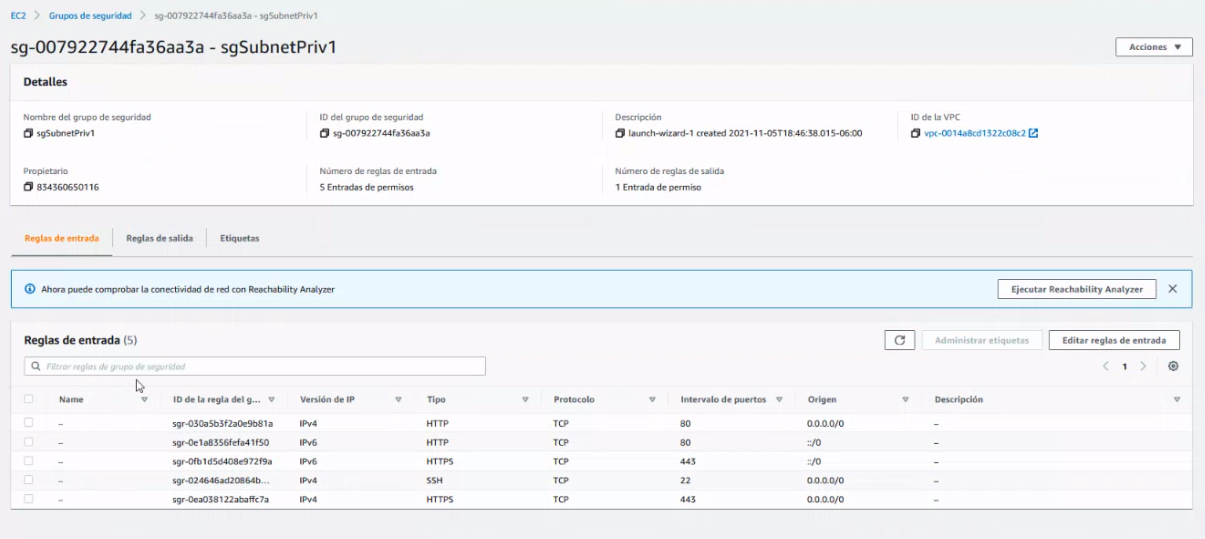 EC2 > Grupos de seguridad > sg-007922744fa36aa3a - sgSubnetPriv1
sg-007922744fa36aa3a - sgSubnetPriv1
Acciones
Detalles
Nombre del grupo de seguridad
sgSubnetPriv1
ID del grupo de seguridad
sg-007922744fa36aa3a
Descripción
launch-wizard-1 created 2021-11-05T18:46:38.015-06:00
ID de la VPC
vpc-0014a8cd1322c08c2
Propietario
834360650116
Número de reglas de entrada
5 Entradas de permisos
Número de reglas de salida
1 Entrada de permiso
Reglas de entrada Reglas de salida Etiquetas
Ahora puede comprobar la conectividad de red con Reachability Analyzer
Ejecutar Reachability Analyzer
Reglas de entrada (5)
Administrar etiquetas
Editar reglas de entrada
Filtrar reglas de grupo de seguridad
1
Name ID de la regla del g... Versión de IP Tipo Protocolo Intervalo de puertos Origen Descripción
– sgr-030a5b3f2a0e9b81a IPv4 HTTP TCP 80 0.0.0.0/0 –
– sgr-0e1a8356fefa41f50 IPv6 HTTP TCP 80 ::/0 –
– sgr-0fb1d5d408e972f9a IPv6 HTTPS TCP 443 ::/0 –
– sgr-024646ad20864b... IPv4 SSH TCP 22 0.0.0.0/0 –
– sgr-0ea038122abaffc7a IPv4 HTTPS TCP 443 0.0.0.0/0 –